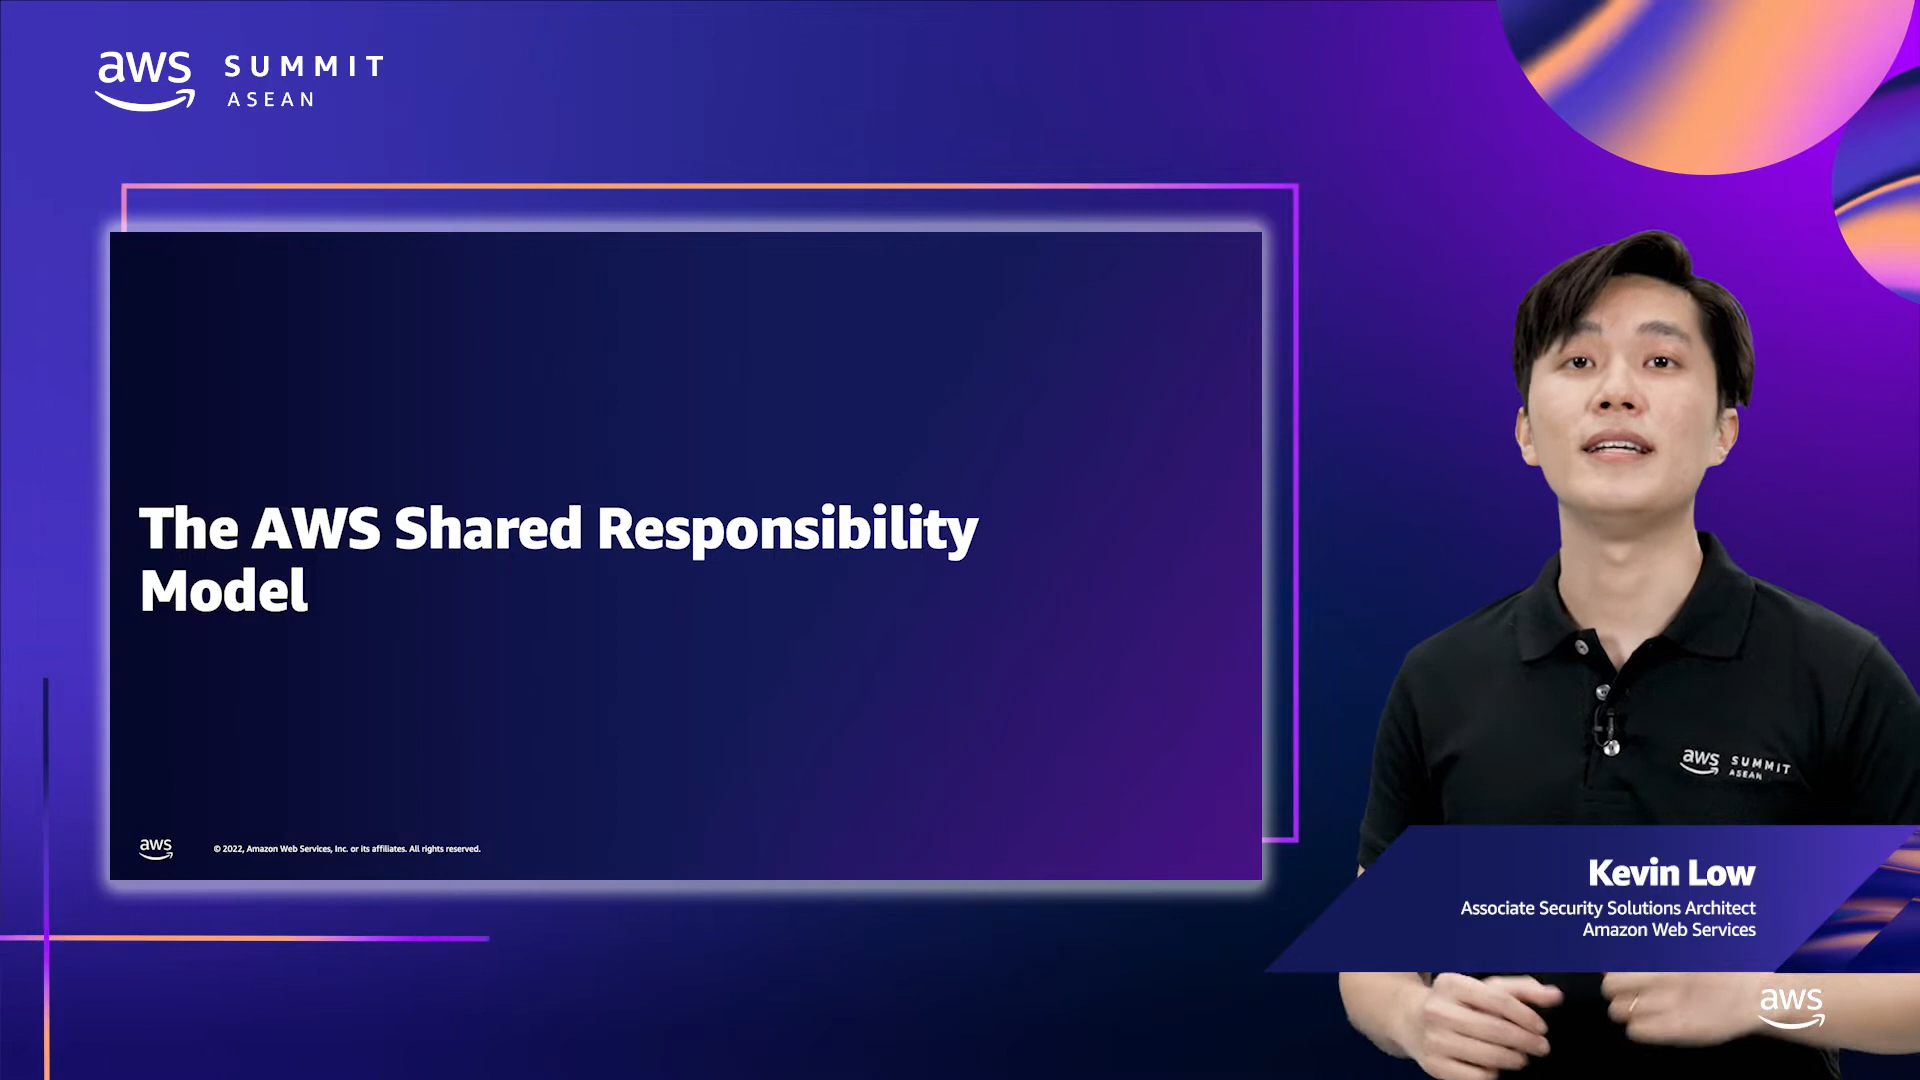 aws SUMMIT
ASEAN
The AWS Shared Responsibility
Model
aws © 2022, Amazon Web Services, Inc. or its affiliates. All rights reserved.
aws SUMMIT
ASEAN
Kevin Low
Associate Security Solutions Architect
Amazon Web Services
aws